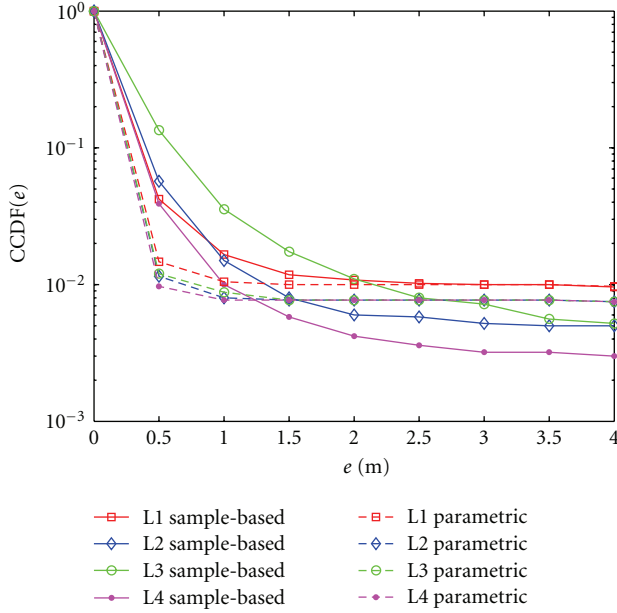 10⁰
10⁻¹
10⁻²
10⁻³
CCDF(e)
0 0.5 1 1.5 2 2.5 3 3.5 4
e (m)
L1 sample-based L1 parametric
L2 sample-based L2 parametric
L3 sample-based L3 parametric
L4 sample-based L4 parametric